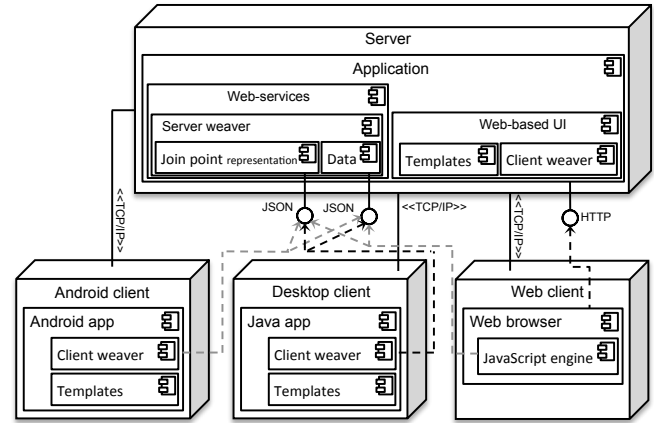 Server
Application
Web-services
Server weaver
Web-based UI
Join point representation
Data
Templates
Client weaver
<<TCP/IP>>
JSON
JSON
<<TCP/IP>>
<<TCP/IP>>
HTTP
Android client
Desktop client
Web client
Android app
Java app
Web browser
Client weaver
Client weaver
JavaScript engine
Templates
Templates